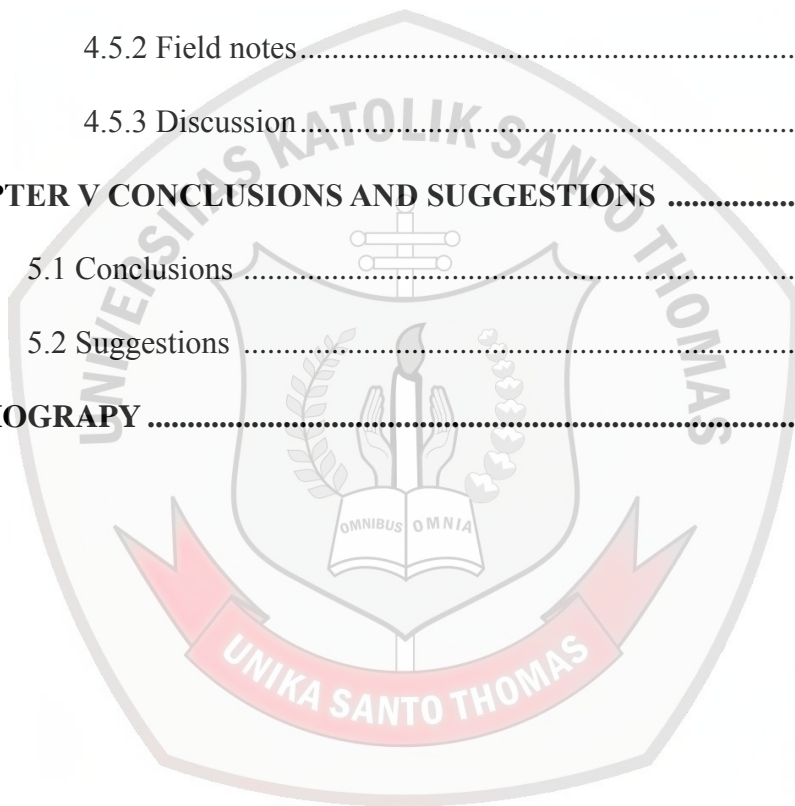 4.5.2 Field notes..............................................................
4.5.3 Discussion..............................................................
PTER V CONCLUSIONS AND SUGGESTIONS ................
5.1 Conclusions ......................................................................
5.2 Suggestions ......................................................................
IOGRAPY ..................................................................................
UNIVERSITAS KATOLIK SANTO THOMAS
OMNIBUS OMNIA
UNIKA SANTO THOMAS